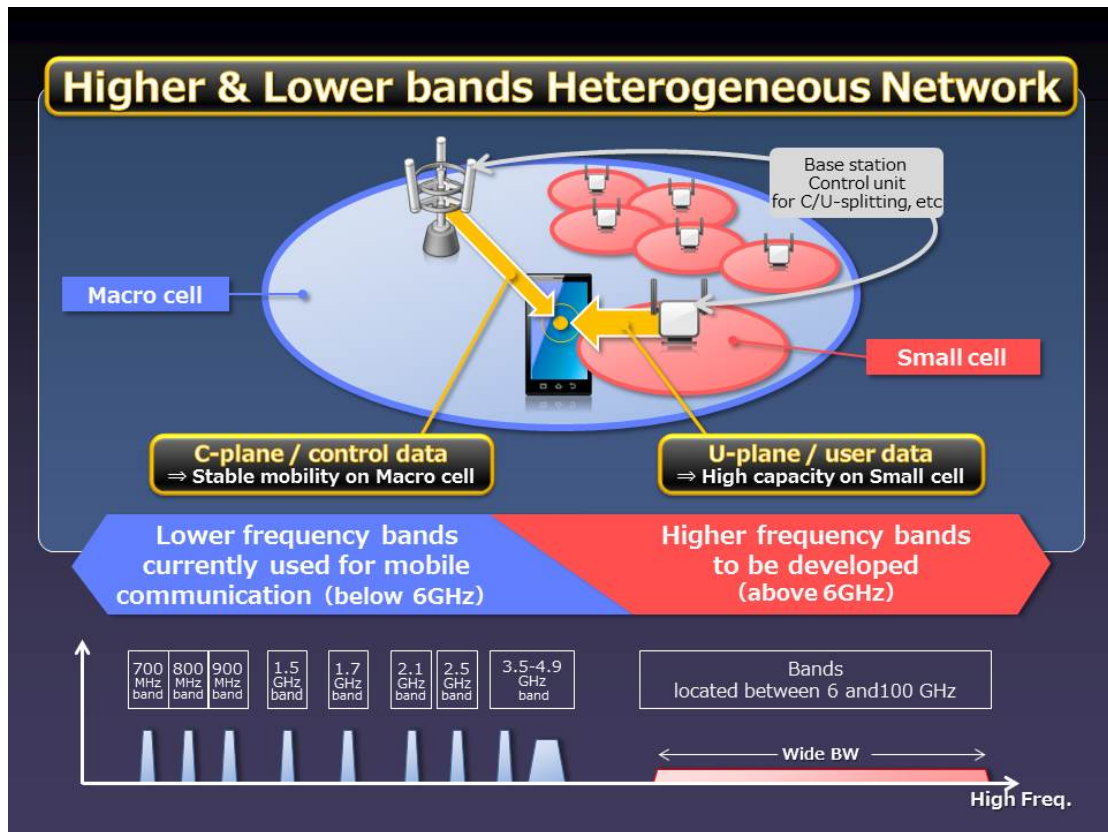 Higher & Lower bands Heterogeneous Network
Base station
Control unit
for C/U-splitting, etc
Macro cell
Small cell
C-plane / control data
⇒ Stable mobility on Macro cell
U-plane / user data
⇒ High capacity on Small cell
Lower frequency bands
currently used for mobile
communication (below 6GHz)
Higher frequency bands
to be developed
(above 6GHz)
700
MHz
band
800
MHz
band
900
MHz
band
1.5
GHz
band
1.7
GHz
band
2.1
GHz
band
2.5
GHz
band
3.5-4.9
GHz
band
Bands
located between 6 and100 GHz
Wide BW
High Freq.